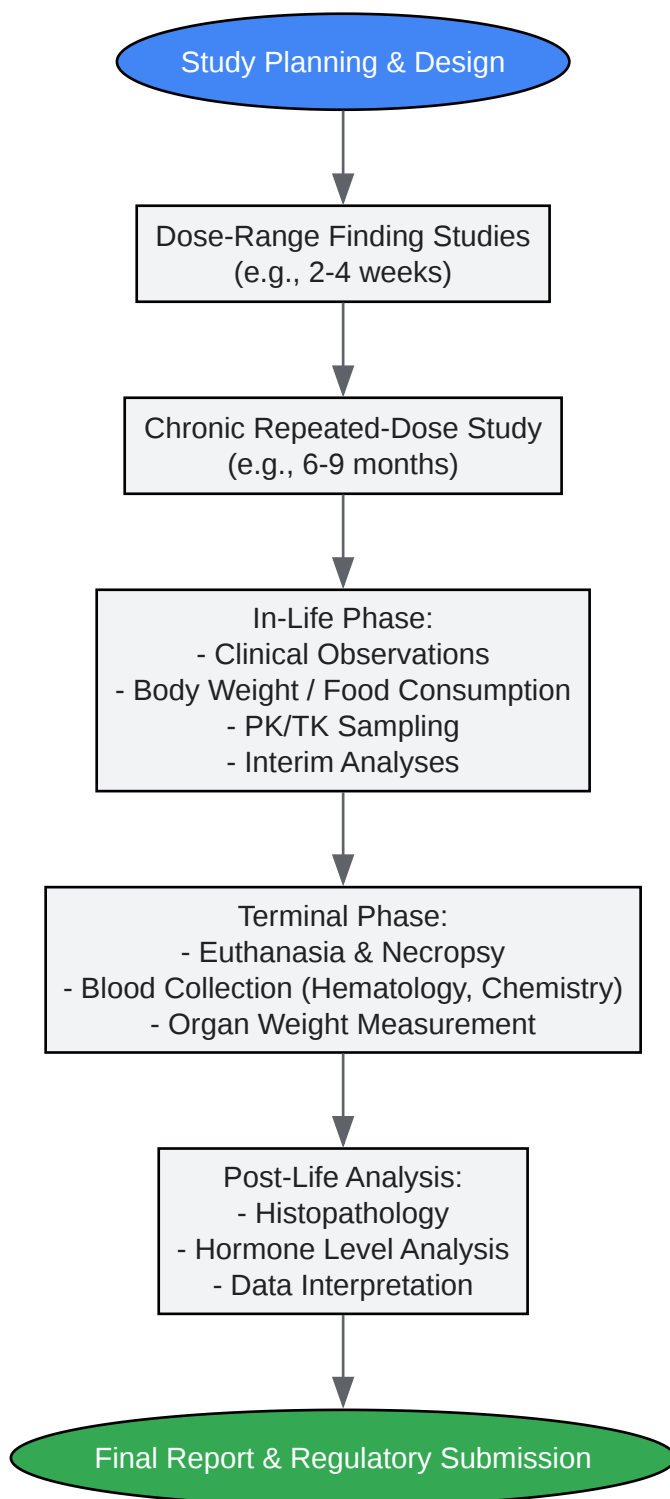 Study Planning & Design
Dose-Range Finding Studies
(e.g., 2-4 weeks)
Chronic Repeated-Dose Study
(e.g., 6-9 months)
In-Life Phase:
- Clinical Observations
- Body Weight / Food Consumption
- PK/TK Sampling
- Interim Analyses
Terminal Phase:
- Euthanasia & Necropsy
- Blood Collection (Hematology, Chemistry)
- Organ Weight Measurement
Post-Life Analysis:
- Histopathology
- Hormone Level Analysis
- Data Interpretation
Final Report & Regulatory Submission